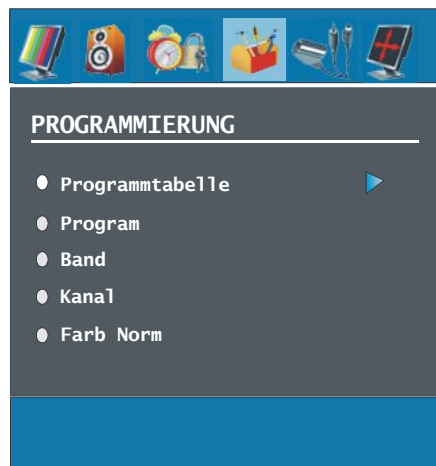 PROGRAMMIERUNG
Programmtabelle
Program
Band
Kanal
Farb Norm